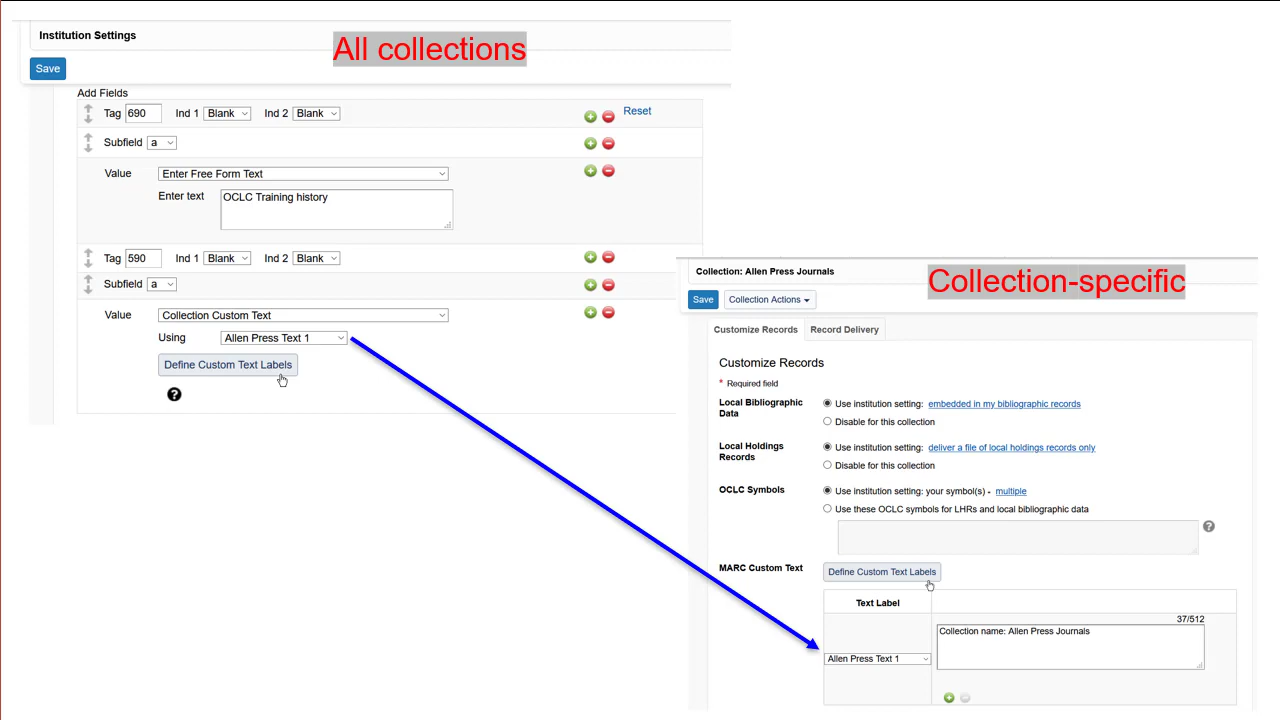 Institution Settings
All collections
Save
Add Fields
Tag 690 Ind 1 Blank Ind 2 Blank Reset
Subfield a
Value Enter Free Form Text
Enter text OCLC Training history
Tag 590 Ind 1 Blank Ind 2 Blank
Subfield a
Value Collection Custom Text
Using Allen Press Text 1
Define Custom Text Labels
?
Collection: Allen Press Journals
Collection-specific
Save Collection Actions
Customize Records Record Delivery
Customize Records
* Required field
Local Bibliographic Data
Use institution setting: embedded in my bibliographic records
Disable for this collection
Local Holdings Records
Use institution setting: deliver a file of local holdings records only
Disable for this collection
OCLC Symbols
Use institution setting: your symbol(s) - multiple
Use these OCLC symbols for LHRs and local bibliographic data
?
MARC Custom Text Define Custom Text Labels
Text Label
37/512
Collection name: Allen Press Journals
Allen Press Text 1